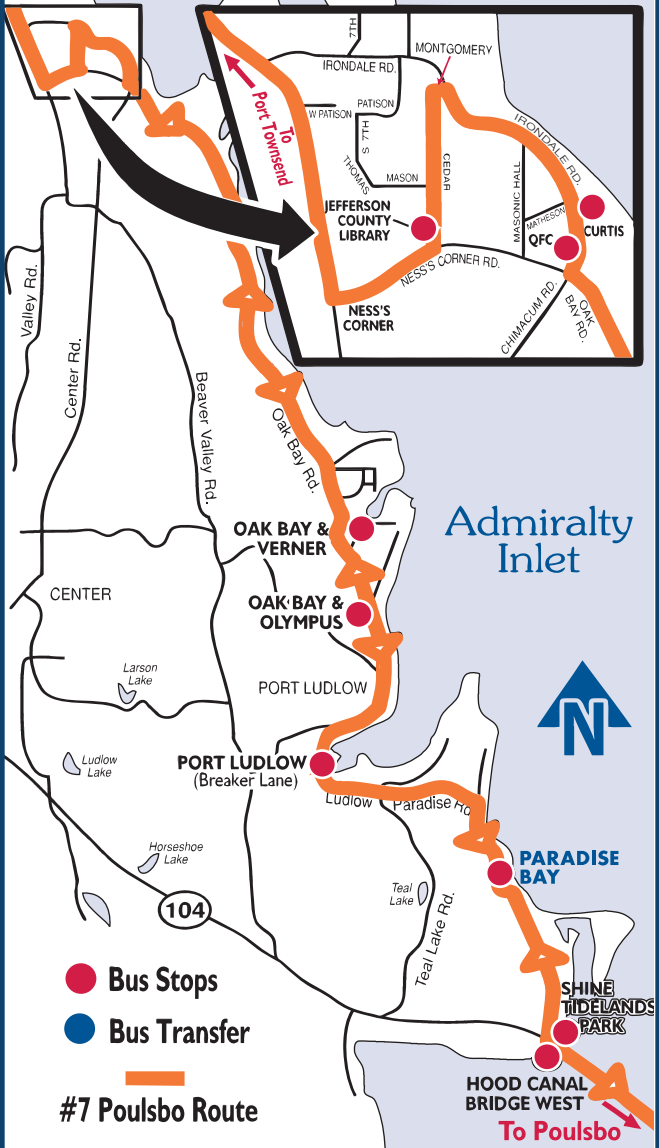 7TH
MONTGOMERY
IRONDALE RD.
To
Port Townsend
W PATISON
PATISON
S 7TH
THOMAS
MASON
CEDAR
IRONDALE RD.
MASONIC HALL
MATHESON
JEFFERSON
COUNTY
LIBRARY
QFC
CURTIS
NESS'S CORNER RD.
NESS'S
CORNER
CHIMACUM RD.
OAK
BAY RD.
Valley Rd.
Center Rd.
Beaver Valley Rd.
Oak Bay Rd.
OAK BAY &
VERNER
Admiralty
Inlet
CENTER
OAK BAY &
OLYMPUS
Larson
Lake
PORT LUDLOW
Ludlow
Lake
PORT LUDLOW
(Breaker Lane)
N
Ludlow
Paradise Rd
Horseshoe
Lake
PARADISE
BAY
Teal
Lake
Teal Lake Rd.
104
Bus Stops
SHINE
TIDELANDS
PARK
Bus Transfer
HOOD CANAL
BRIDGE WEST
#7 Poulsbo Route
To Poulsbo